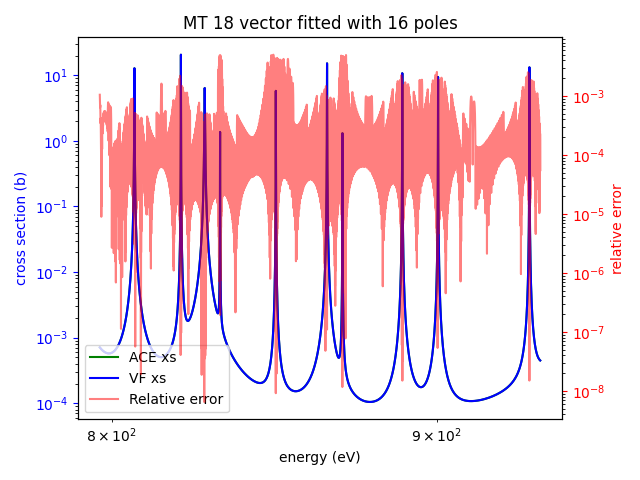 MT 18 vector fitted with 16 poles
10¹
10⁰
10⁻¹
10⁻²
10⁻³
10⁻⁴
cross section (b)
10⁻³
10⁻⁴
10⁻⁵
10⁻⁶
10⁻⁷
10⁻⁸
relative error
ACE xs
VF xs
Relative error
8 × 10²
9 × 10²
energy (eV)